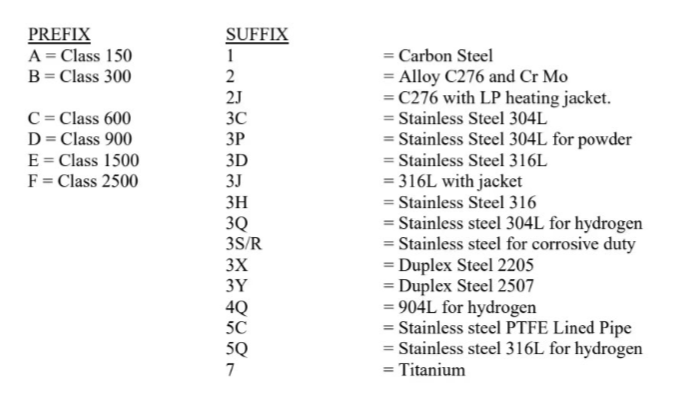 PREFIX SUFFIX
A = Class 150 1 = Carbon Steel
B = Class 300 2 = Alloy C276 and Cr Mo
2J = C276 with LP heating jacket.
C = Class 600 3C = Stainless Steel 304L
D = Class 900 3P = Stainless Steel 304L for powder
E = Class 1500 3D = Stainless Steel 316L
F = Class 2500 3J = 316L with jacket
3H = Stainless Steel 316
3Q = Stainless steel 304L for hydrogen
3S/R = Stainless steel for corrosive duty
3X = Duplex Steel 2205
3Y = Duplex Steel 2507
4Q = 904L for hydrogen
5C = Stainless steel PTFE Lined Pipe
5Q = Stainless steel 316L for hydrogen
7 = Titanium